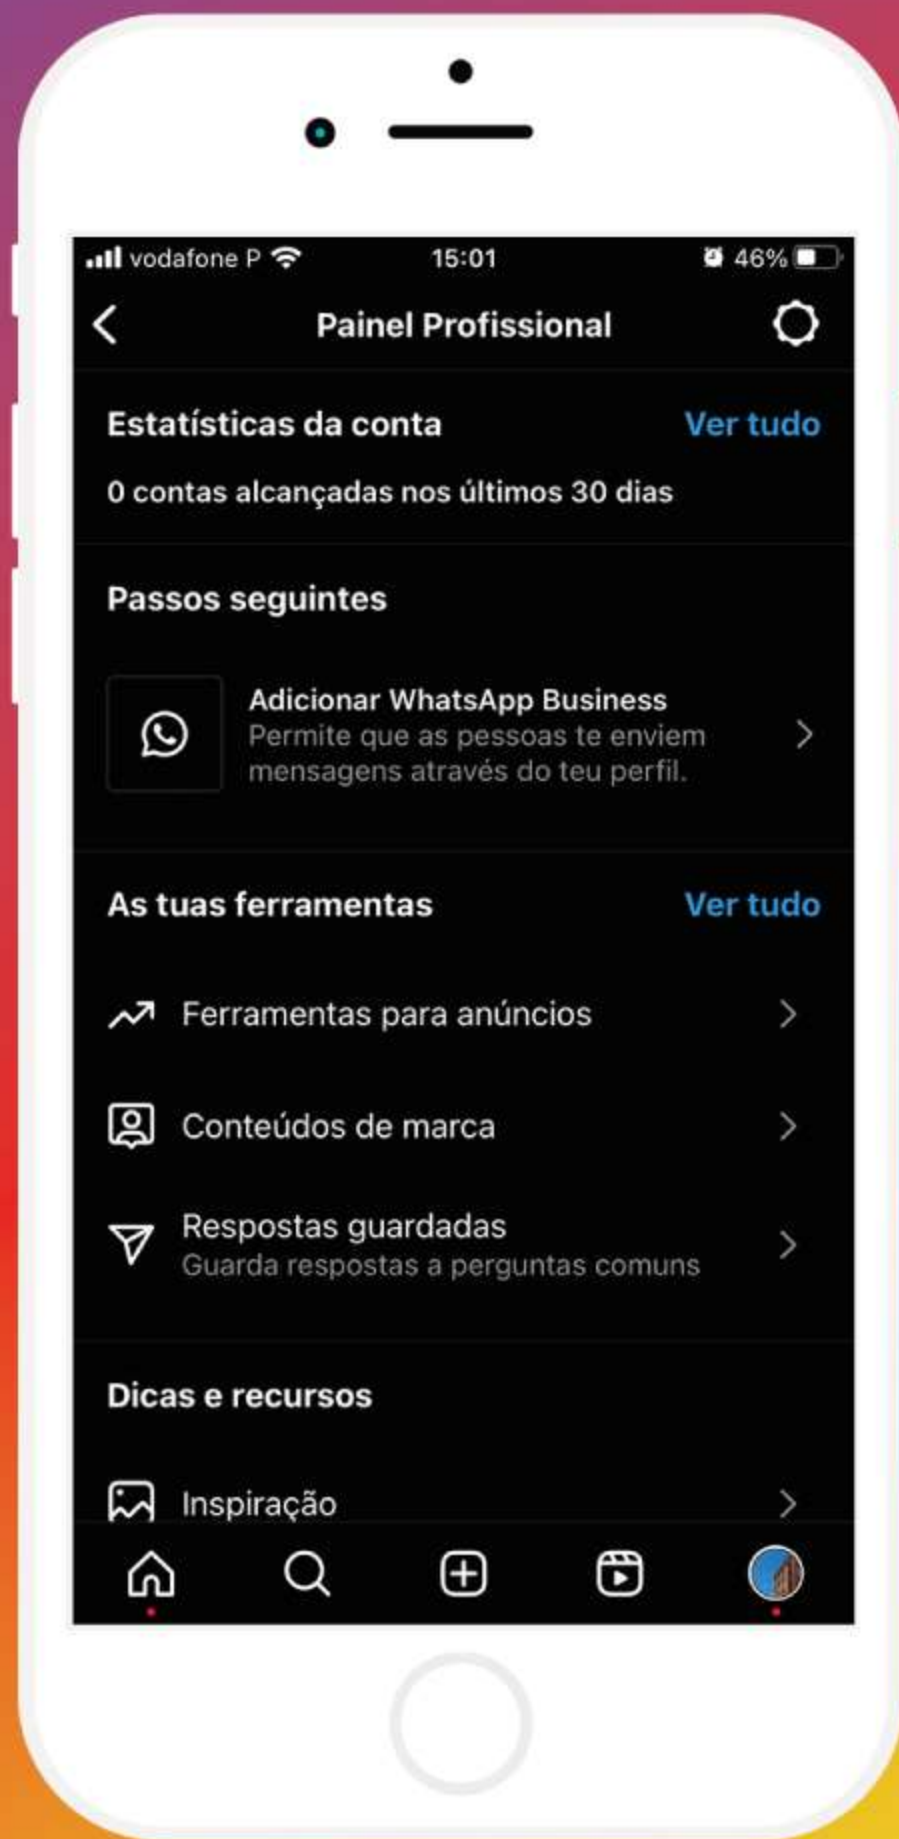 vodafone P
15:01
46%
Painel Profissional
Estatísticas da conta
Ver tudo
0 contas alcançadas nos últimos 30 dias
Passos seguintes
Adicionar WhatsApp Business
Permite que as pessoas te enviem
mensagens através do teu perfil.
As tuas ferramentas
Ver tudo
Ferramentas para anúncios
Conteúdos de marca
Respostas guardadas
Guarda respostas a perguntas comuns
Dicas e recursos
Inspiração